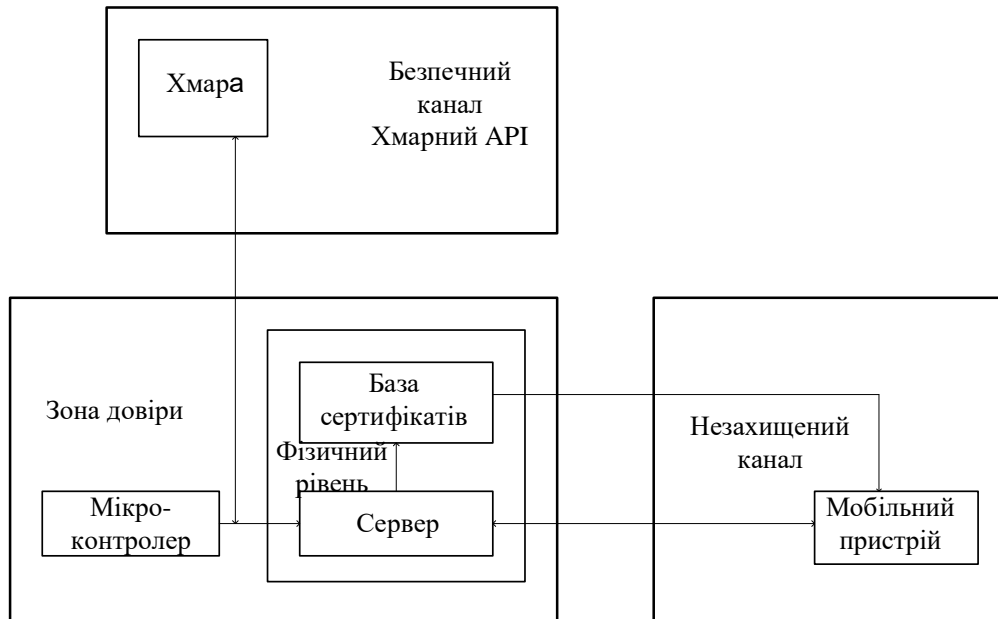 Хмара
Безпечний
канал
Хмарний API
База
сертифікатів
Зона довіри
Фізичний
рівень
Незахищений
канал
Мікро-
контролер
Сервер
Мобільний
пристрій